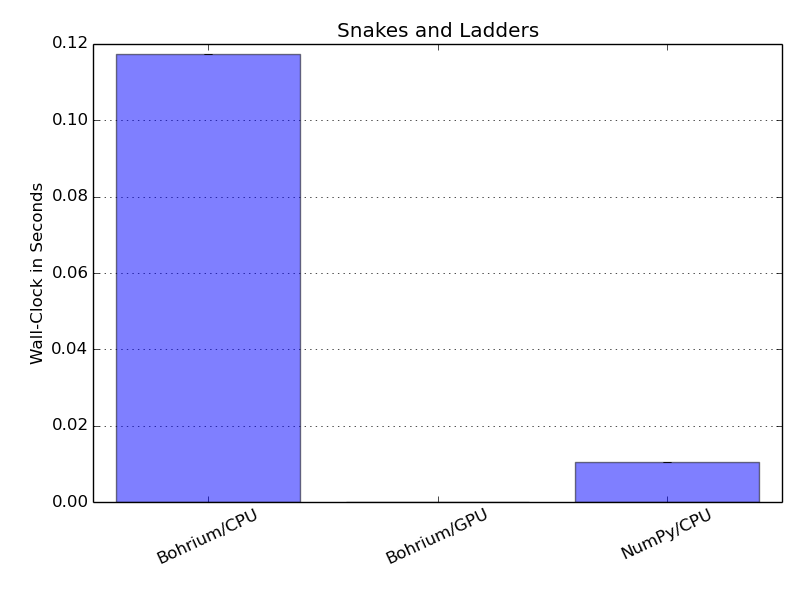 Snakes and Ladders
Wall-Clock in Seconds
0.12
0.10
0.08
0.06
0.04
0.02
0.00
Bohrium/CPU
Bohrium/GPU
NumPy/CPU